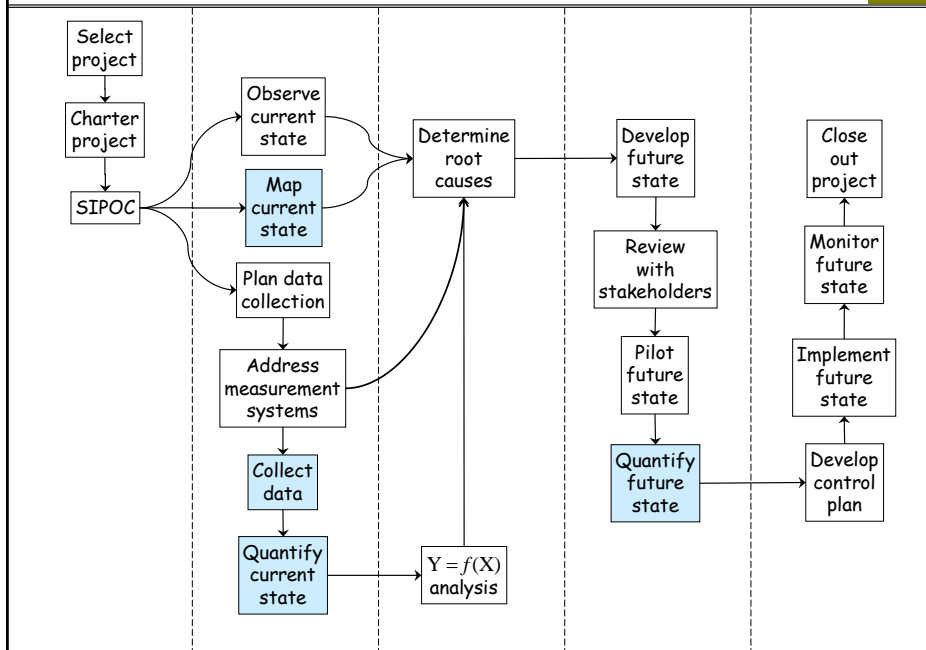 Select
project
Charter
project
SIPOC
Observe
current
state
Map
current
state
Plan data
collection
Address
measurement
systems
Collect
data
Quantify
current
state
Determine
root
causes
Y = f(X)
analysis
Develop
future
state
Review
with
stakeholders
Pilot
future
state
Quantify
future
state
Close
out
project
Monitor
future
state
Implement
future
state
Develop
control
plan